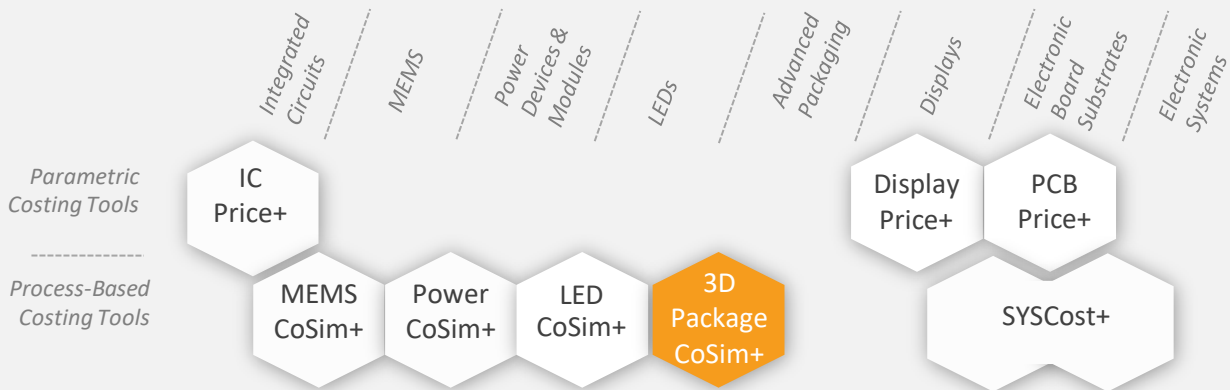 Integrated
Circuits
MEMS
Power
Devices &
Modules
LEDs
Advanced
Packaging
Displays
Electronic
Board
Substrates
Electronic
Systems
Parametric
Costing Tools
IC
Price+
Display
Price+
PCB
Price+
Process-Based
Costing Tools
MEMS
CoSim+
Power
CoSim+
LED
CoSim+
3D
Package
CoSim+
SYSCost+